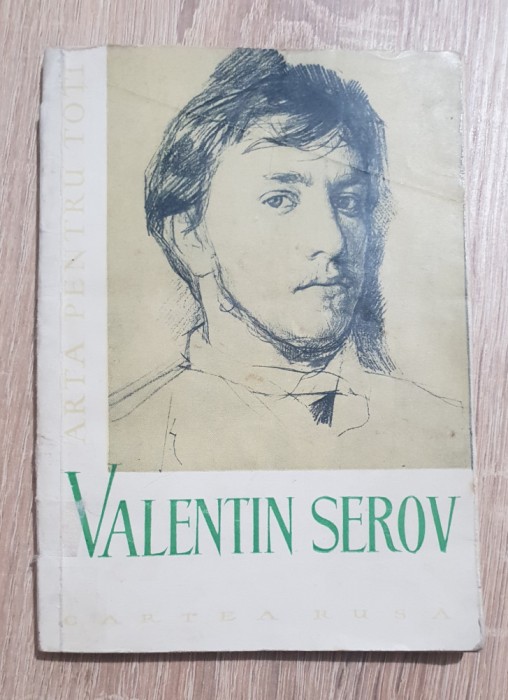 ARTA PENTRU TOȚI
VALENTIN SEROV
CARTEA RUSĂ